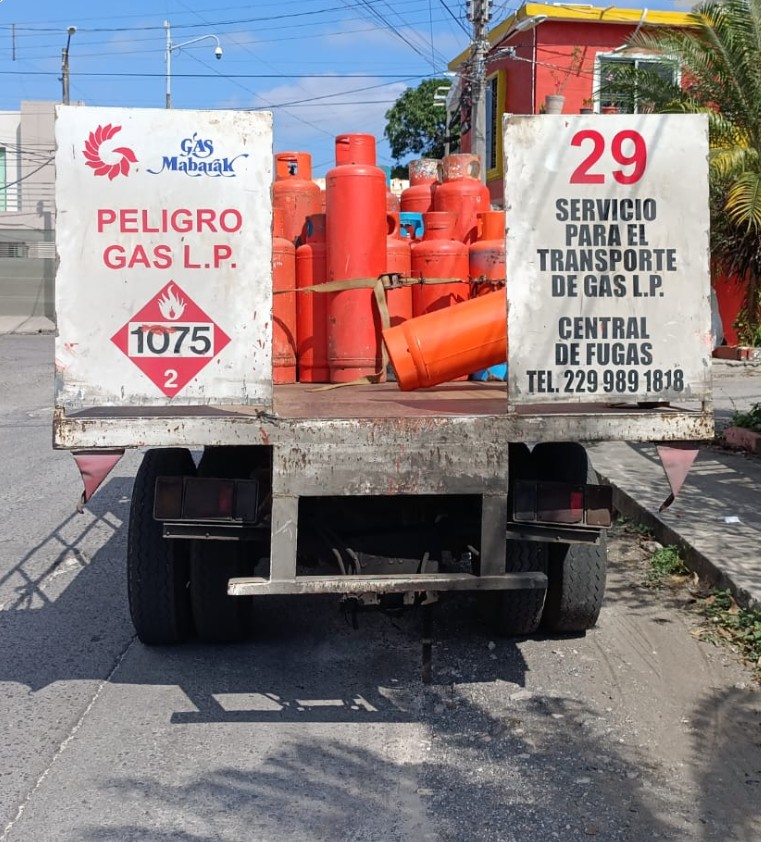 GAS
Mabarak
PELIGRO
GAS L.P.
1075
2
29
SERVICIO
PARA EL
TRANSPORTE
DE GAS L.P.
CENTRAL
DE FUGAS
TEL. 229 989 1818